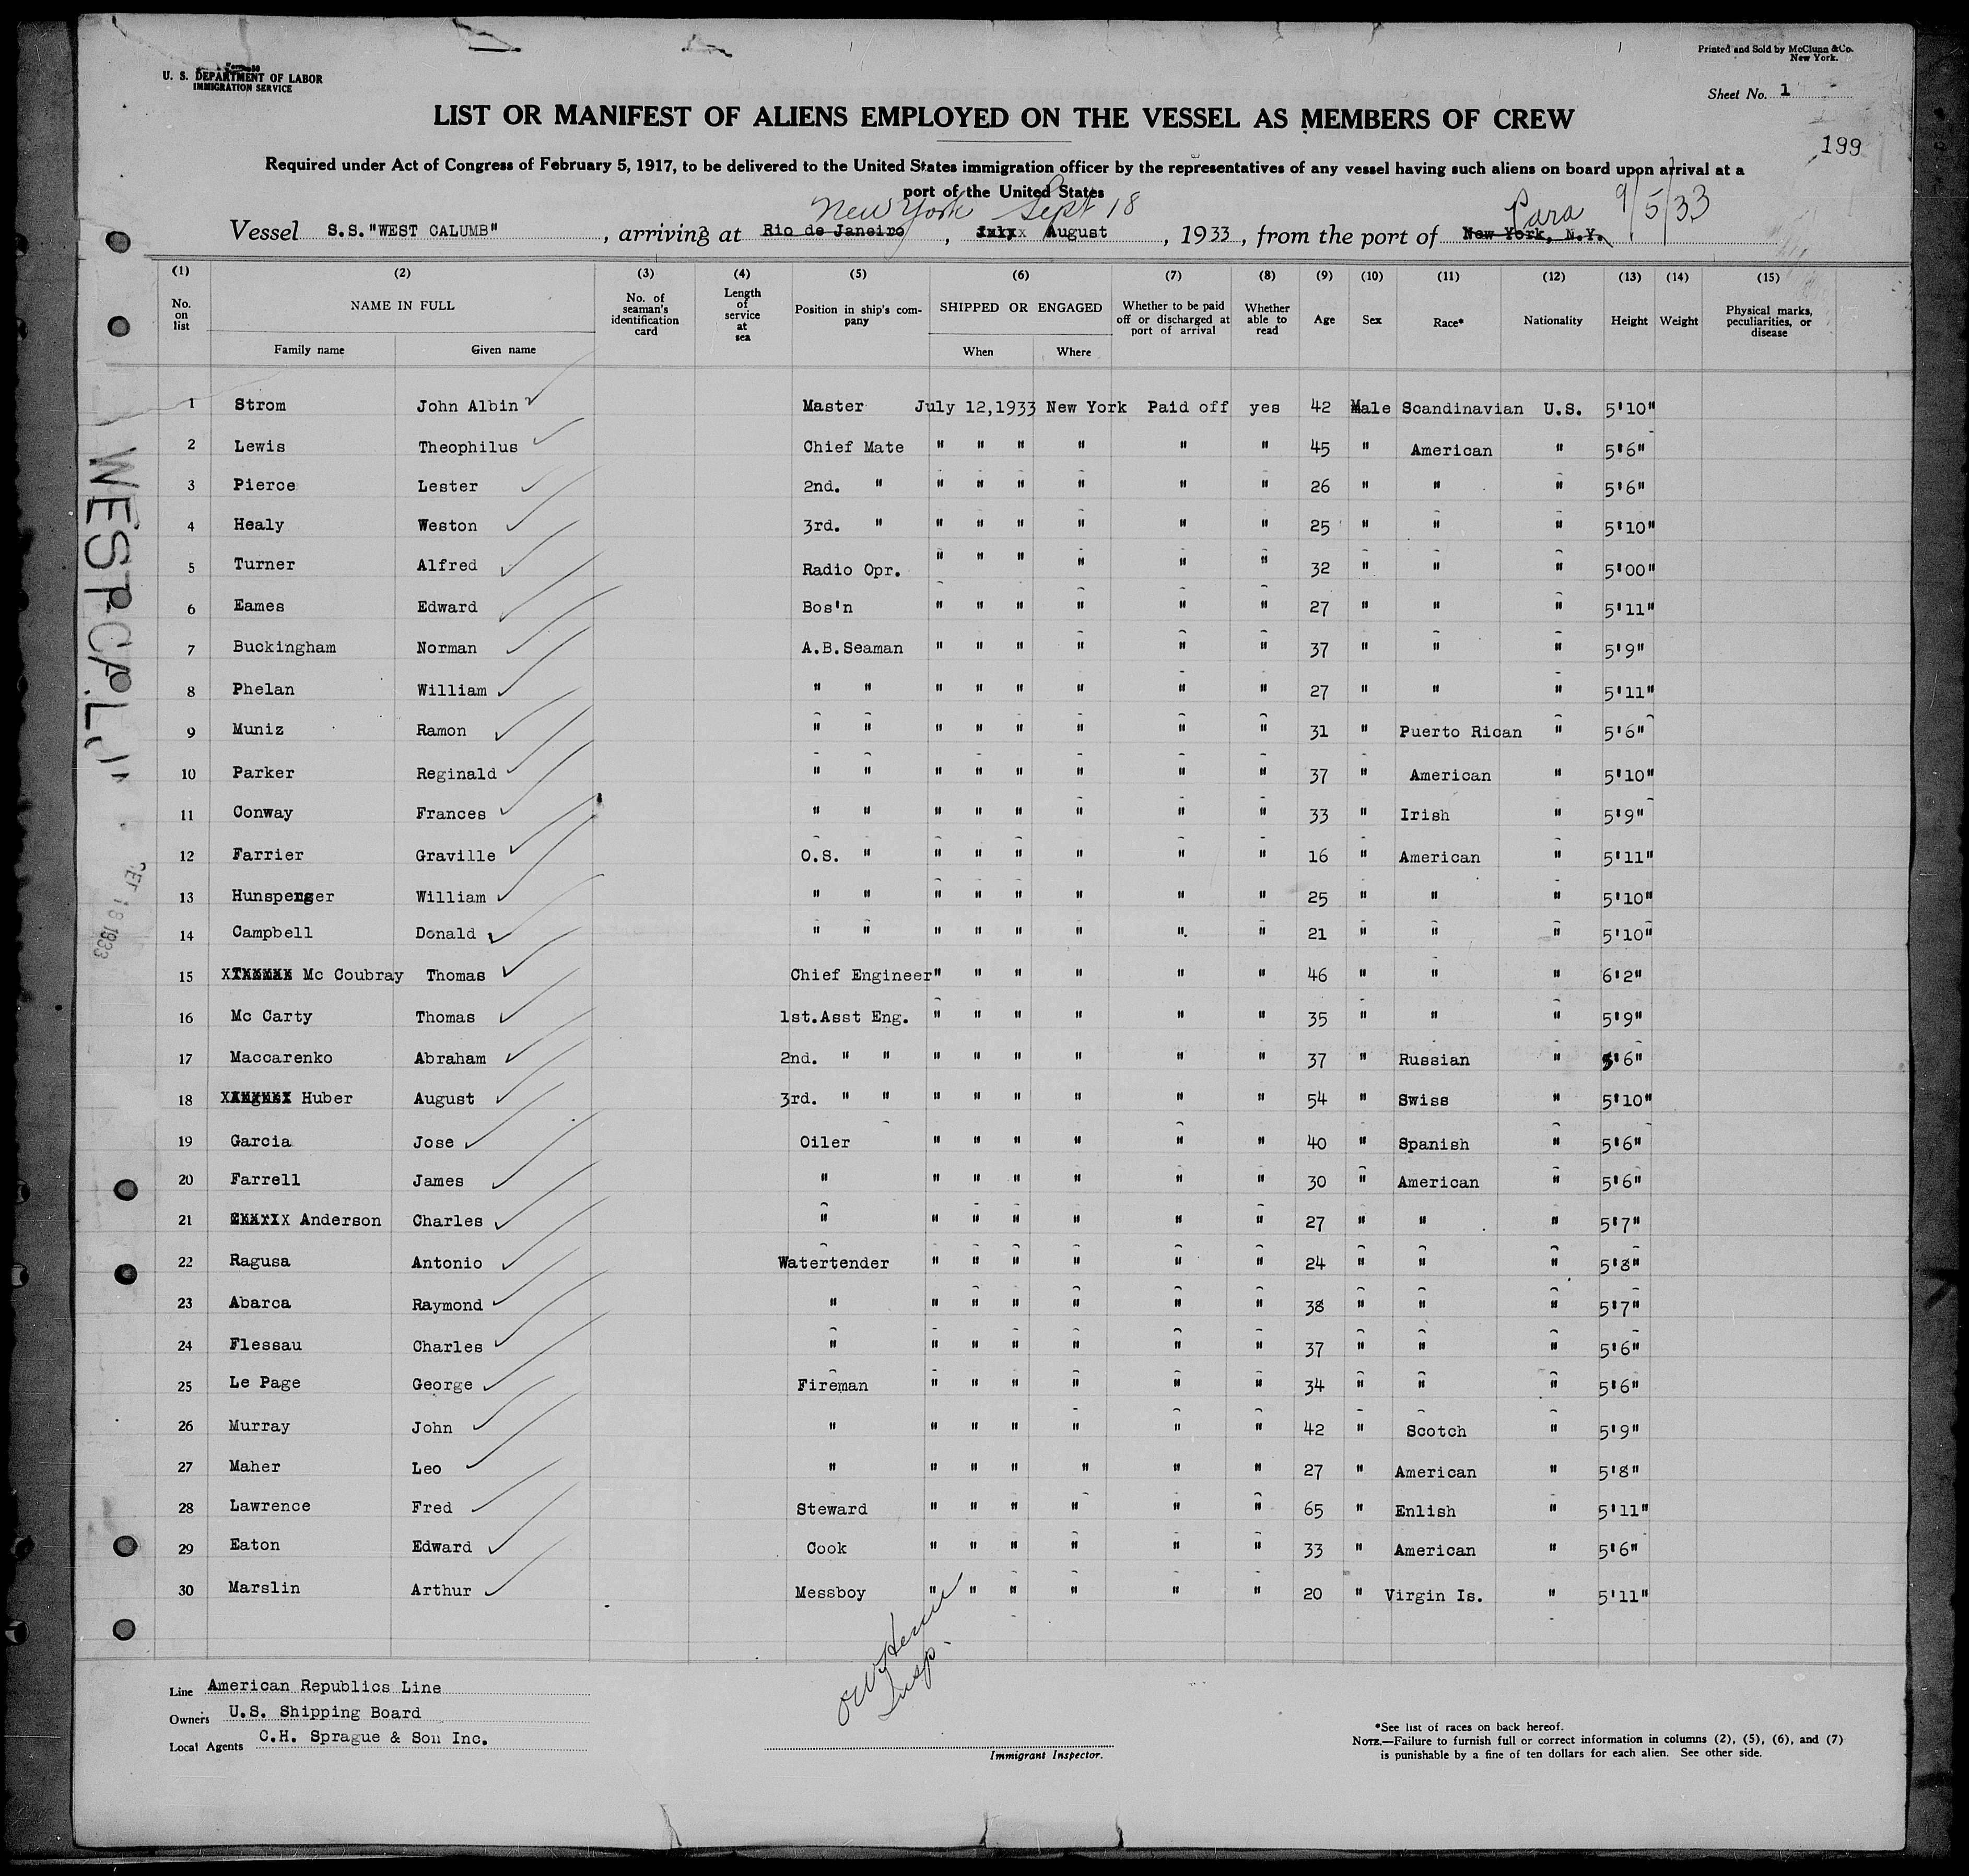 Form 680
U. S. DEPARTMENT OF LABOR
IMMIGRATION SERVICE
Printed and Sold by McClunn & Co.
New York.
Sheet No. 1
LIST OR MANIFEST OF ALIENS EMPLOYED ON THE VESSEL AS MEMBERS OF CREW
199
Required under Act of Congress of February 5, 1917, to be delivered to the United States immigration officer by the representatives of any vessel having such aliens on board upon arrival at a
port of the United States
New York Sept 18 Para 9/5/33
Vessel S.S."WEST CALUMB", arriving at Rio de Janeiro, July August, 1933, from the port of New York, N.Y.
(1) (2) (3) (4) (5) (6) (7) (8) (9) (10) (11) (12) (13) (14) (15)
No. on list NAME IN FULL Family name Given name No. of seaman's identification card Length of service at sea Position in ship's company SHIPPED OR ENGAGED When Where Whether to be paid off or discharged at port of arrival Whether able to read Age Sex Race* Nationality Height Weight Physical marks, peculiarities, or disease
1 Strom John Albin Master July 12,1933 New York Paid off yes 42 Male Scandinavian U.S. 5'10"
2 Lewis Theophilus Chief Mate " " " " " " 45 " American " 5'6"
3 Pierce Lester 2nd. " " " " " " " 26 " " " 5'6"
4 Healy Weston 3rd. " " " " " " " 25 " " " 5'10"
5 Turner Alfred Radio Opr. " " " " " " 32 " " " 5'00"
6 Eames Edward Bos'n " " " " " " 27 " " " 5'11"
7 Buckingham Norman A.B.Seaman " " " " " " 37 " " " 5'9"
8 Phelan William " " " " " " " " 27 " " " 5'11"
9 Muniz Ramon " " " " " " " " 31 " Puerto Rican " 5'6"
10 Parker Reginald " " " " " " " " 37 " American " 5'10"
11 Conway Frances " " " " " " " " 33 " Irish " 5'9"
12 Farrier Graville O.S. " " " " " " " 16 " American " 5'11"
13 Hunsperger William " " " " " " " " 25 " " " 5'10"
14 Campbell Donald " " " " " " " " 21 " " " 5'10"
15 Mc Coubray Thomas Chief Engineer " " " " " " 46 " " " 6'2"
16 Mc Carty Thomas 1st.Asst Eng. " " " " " " 35 " " " 5'9"
17 Maccarenko Abraham 2nd. " " " " " " " " 37 " Russian " 5'6"
18 Huber August 3rd. " " " " " " " " 54 " Swiss " 5'10"
19 Garcia Jose Oiler " " " " " " 40 " Spanish " 5'6"
20 Farrell James " " " " " " " 30 " American " 5'6"
21 Anderson Charles " " " " " " " 27 " " " 5'7"
22 Ragusa Antonio Watertender " " " " " " 24 " " " 5'8"
23 Abarca Raymond " " " " " " " 38 " " " 5'7"
24 Flessau Charles " " " " " " " 37 " " " 5'6"
25 Le Page George Fireman " " " " " " 34 " " " 5'6"
26 Murray John " " " " " " " 42 " Scotch " 5'9"
27 Maher Leo " " " " " " " 27 " American " 5'8"
28 Lawrence Fred Steward " " " " " " 65 " Enlish " 5'11"
29 Eaton Edward Cook " " " " " " 33 " American " 5'6"
30 Marslin Arthur Messboy " " " " " " 20 " Virgin Is. " 5'11"
Insp.
Line American Republics Line
Owners U.S. Shipping Board
Local Agents C.H. Sprague & Son Inc.
Immigrant Inspector.
*See list of races on back hereof.
NOTE.—Failure to furnish full or correct information in columns (2), (5), (6), and (7)
is punishable by a fine of ten dollars for each alien. See other side.
SEP 18 1933